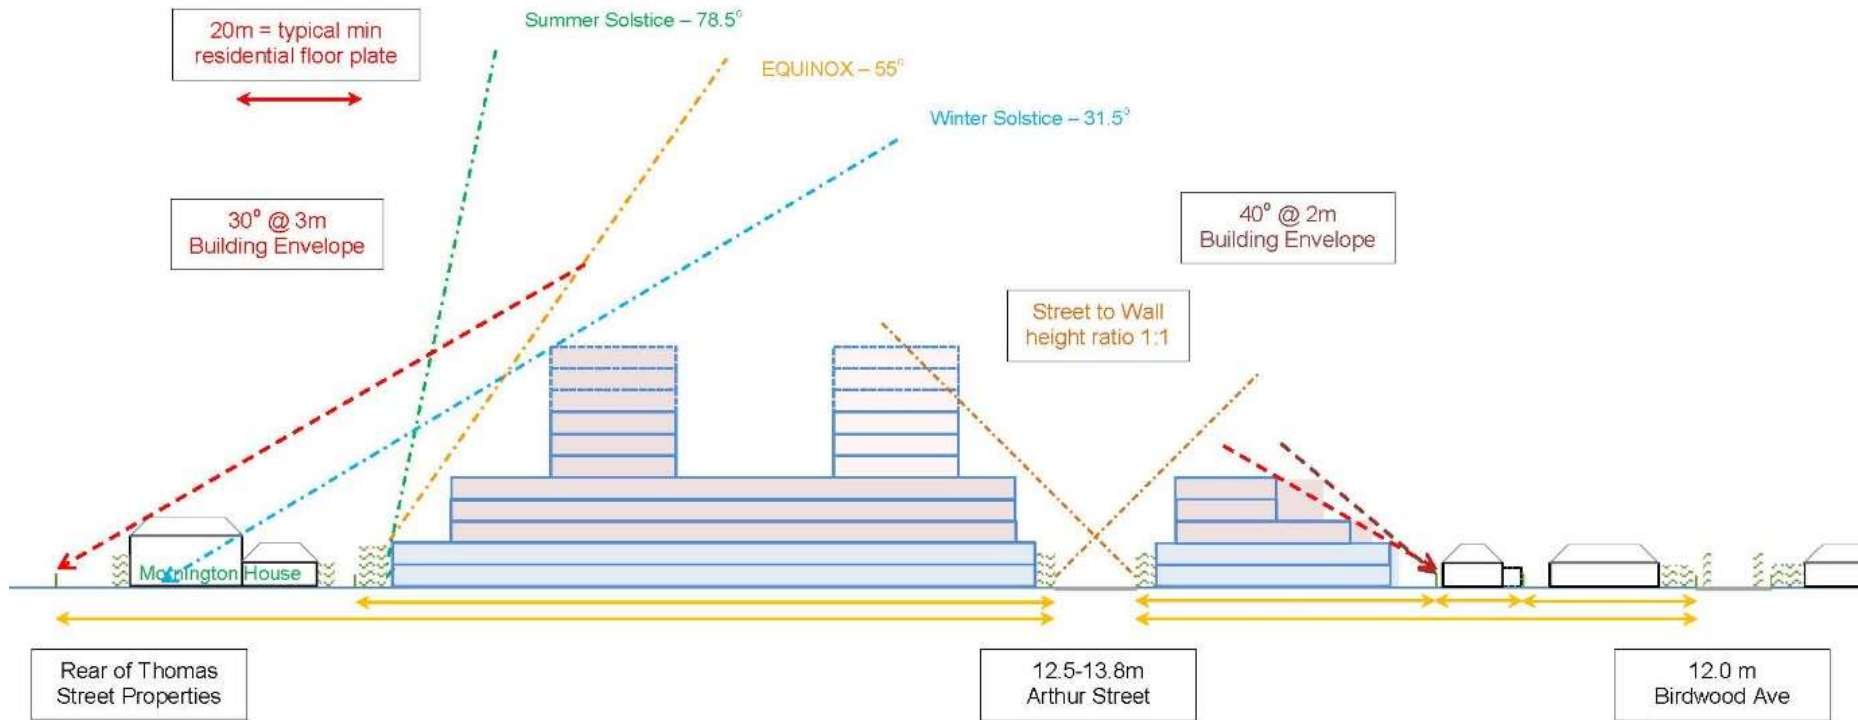 Summer Solstice – 78.5°
20m = typical min
residential floor plate
EQUINOX – 55°
Winter Solstice – 31.5°
30° @ 3m
Building Envelope
40° @ 2m
Building Envelope
Street to Wall
height ratio 1:1
Mornington House
Rear of Thomas
Street Properties
12.5-13.8m
Arthur Street
12.0 m
Birdwood Ave